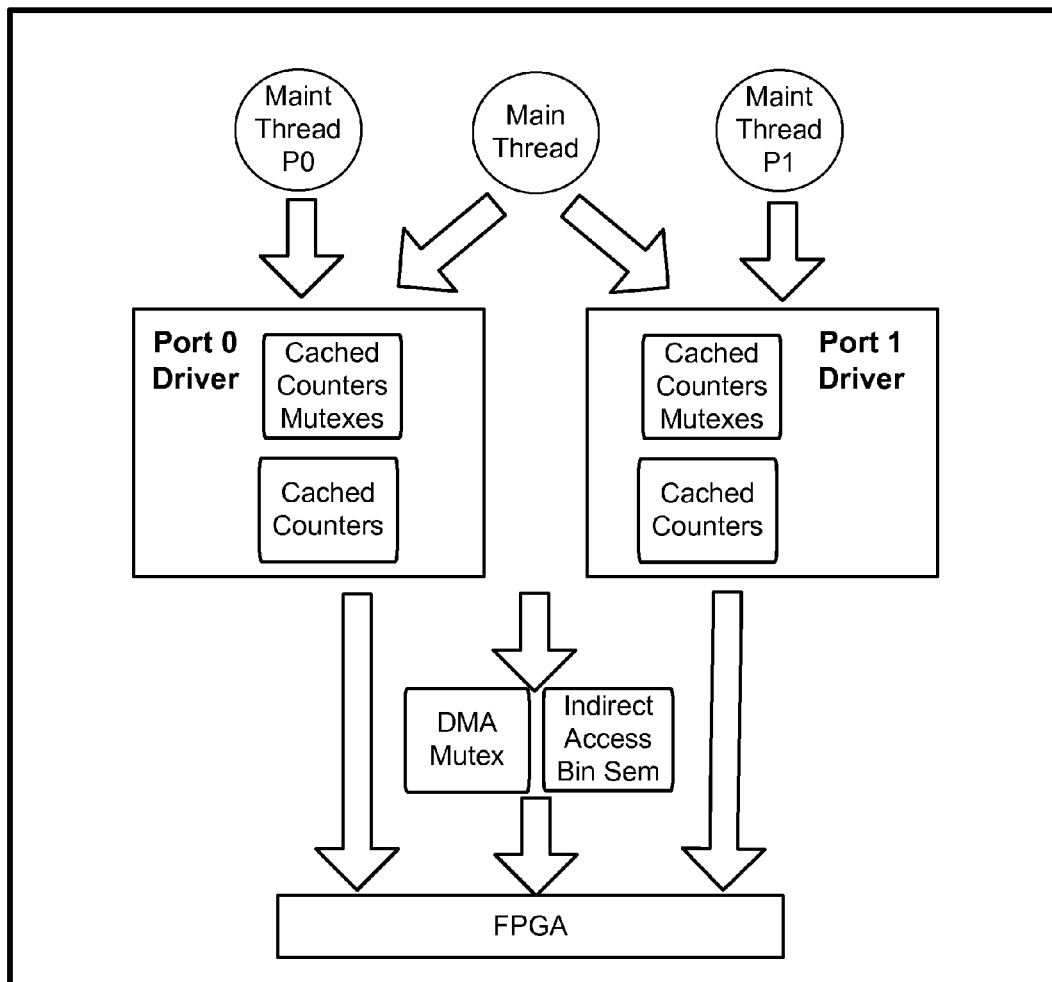 Maint
Thread
P0
Main
Thread
Maint
Thread
P1
Port 0
Driver
Cached
Counters
Mutexes
Cached
Counters
Cached
Counters
Mutexes
Port 1
Driver
Cached
Counters
DMA
Mutex
Indirect
Access
Bin Sem
FPGA